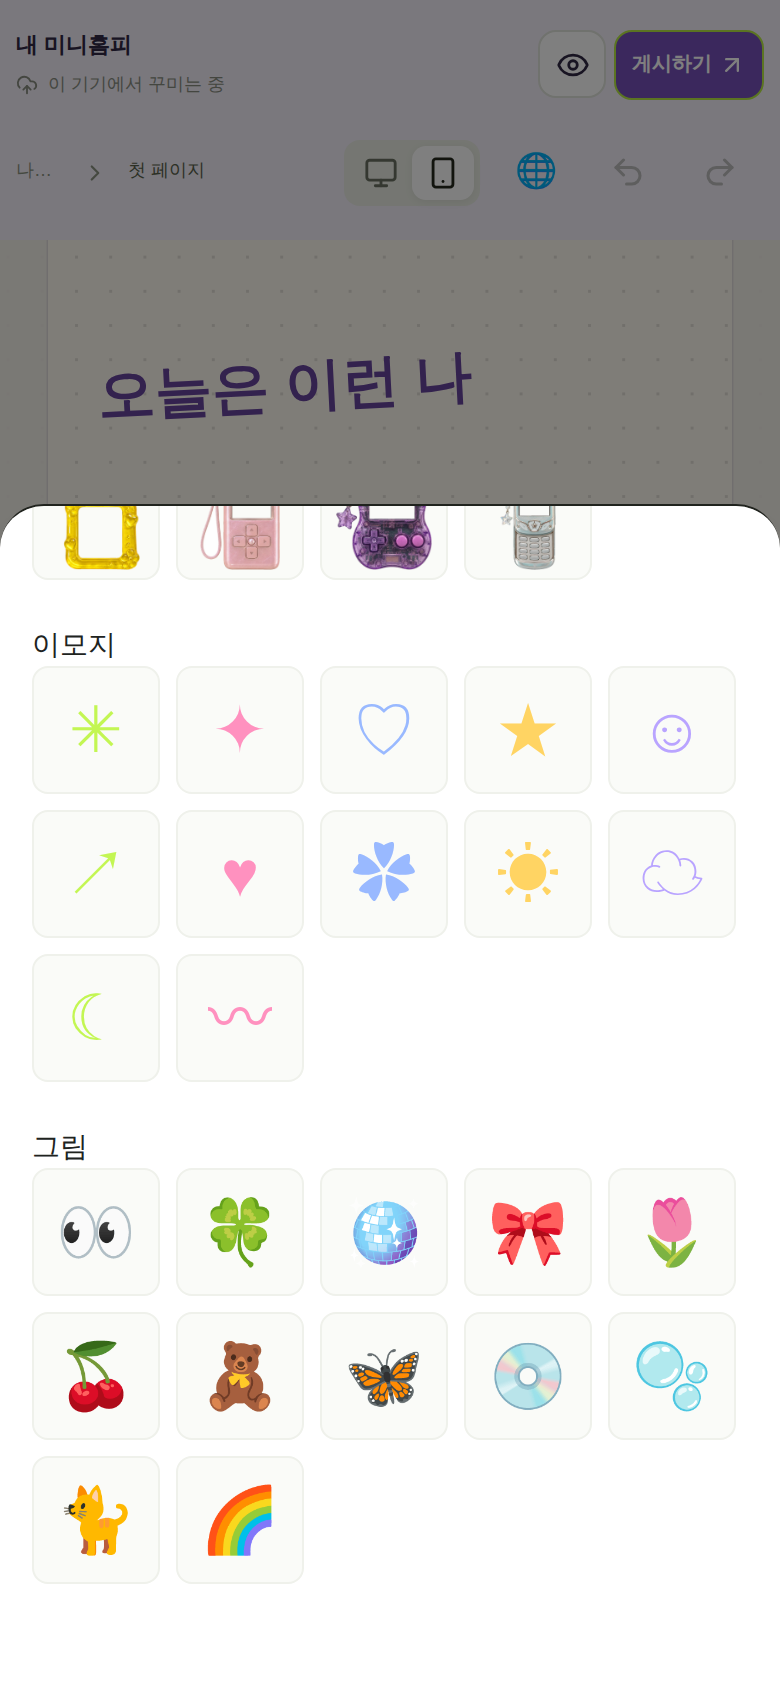 내 미니홈피
이 기기에서 꾸미는 중
게시하기
나...
첫 페이지
오늘은 이런 나
이모지
그림